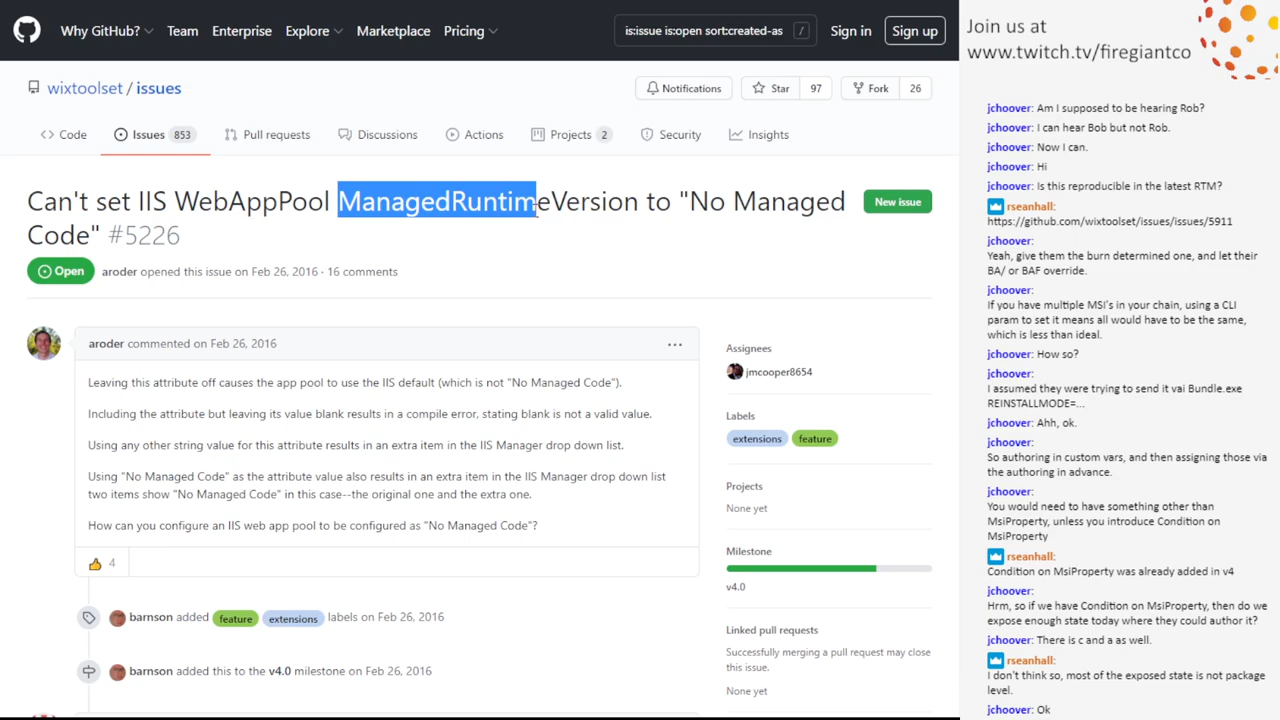 Why GitHub? Team Enterprise Explore Marketplace Pricing
is:issue is:open sort:created-as /
Sign in Sign up
wixtoolset / issues
Notifications Star 97 Fork 26
Code Issues 853 Pull requests Discussions Actions Projects 2 Security Insights
Can't set IIS WebAppPool ManagedRuntimeVersion to "No Managed
Code" #5226
New issue
Open aroder opened this issue on Feb 26, 2016 · 16 comments
aroder commented on Feb 26, 2016
Leaving this attribute off causes the app pool to use the IIS default (which is not "No Managed Code").
Including the attribute but leaving its value blank results in a compile error, stating blank is not a valid value.
Using any other string value for this attribute results in an extra item in the IIS Manager drop down list.
Using "No Managed Code" as the attribute value also results in an extra item in the IIS Manager drop down list
two items show "No Managed Code" in this case--the original one and the extra one.
How can you configure an IIS web app pool to be configured as "No Managed Code"?
4
barnson added feature extensions labels on Feb 26, 2016
barnson added this to the v4.0 milestone on Feb 26, 2016
Assignees
jmcooper8654
Labels
extensions feature
Projects
None yet
Milestone
v4.0
Linked pull requests
Successfully merging a pull request may close
this issue.
None yet
Join us at
www.twitch.tv/firegiantco
jchoover: Am I supposed to be hearing Rob?
jchoover: I can hear Bob but not Rob.
jchoover: Now I can.
jchoover: Hi
jchoover: Is this reproducible in the latest RTM?
rseanhall:
https://github.com/wixtoolset/issues/issues/5911
jchoover:
Yeah, give them the burn determined one, and let their
BA/ or BAF override.
jchoover:
If you have multiple MSI's in your chain, using a CLI
param to set it means all would have to be the same,
which is less than ideal.
jchoover: How so?
jchoover:
I assumed they were trying to send it vai Bundle.exe
REINSTALLMODE=...
jchoover: Ahh, ok.
jchoover:
So authoring in custom vars, and then assigning those via
the authoring in advance.
jchoover:
You would need to have something other than
MsiProperty, unless you introduce Condition on
MsiProperty
rseanhall:
Condition on MsiProperty was already added in v4
jchoover:
Hrm, so if we have Condition on MsiProperty, then do we
expose enough state today where they could author it?
jchoover: There is c and a as well.
rseanhall:
I don't think so, most of the exposed state is not package
level.
jchoover: Ok